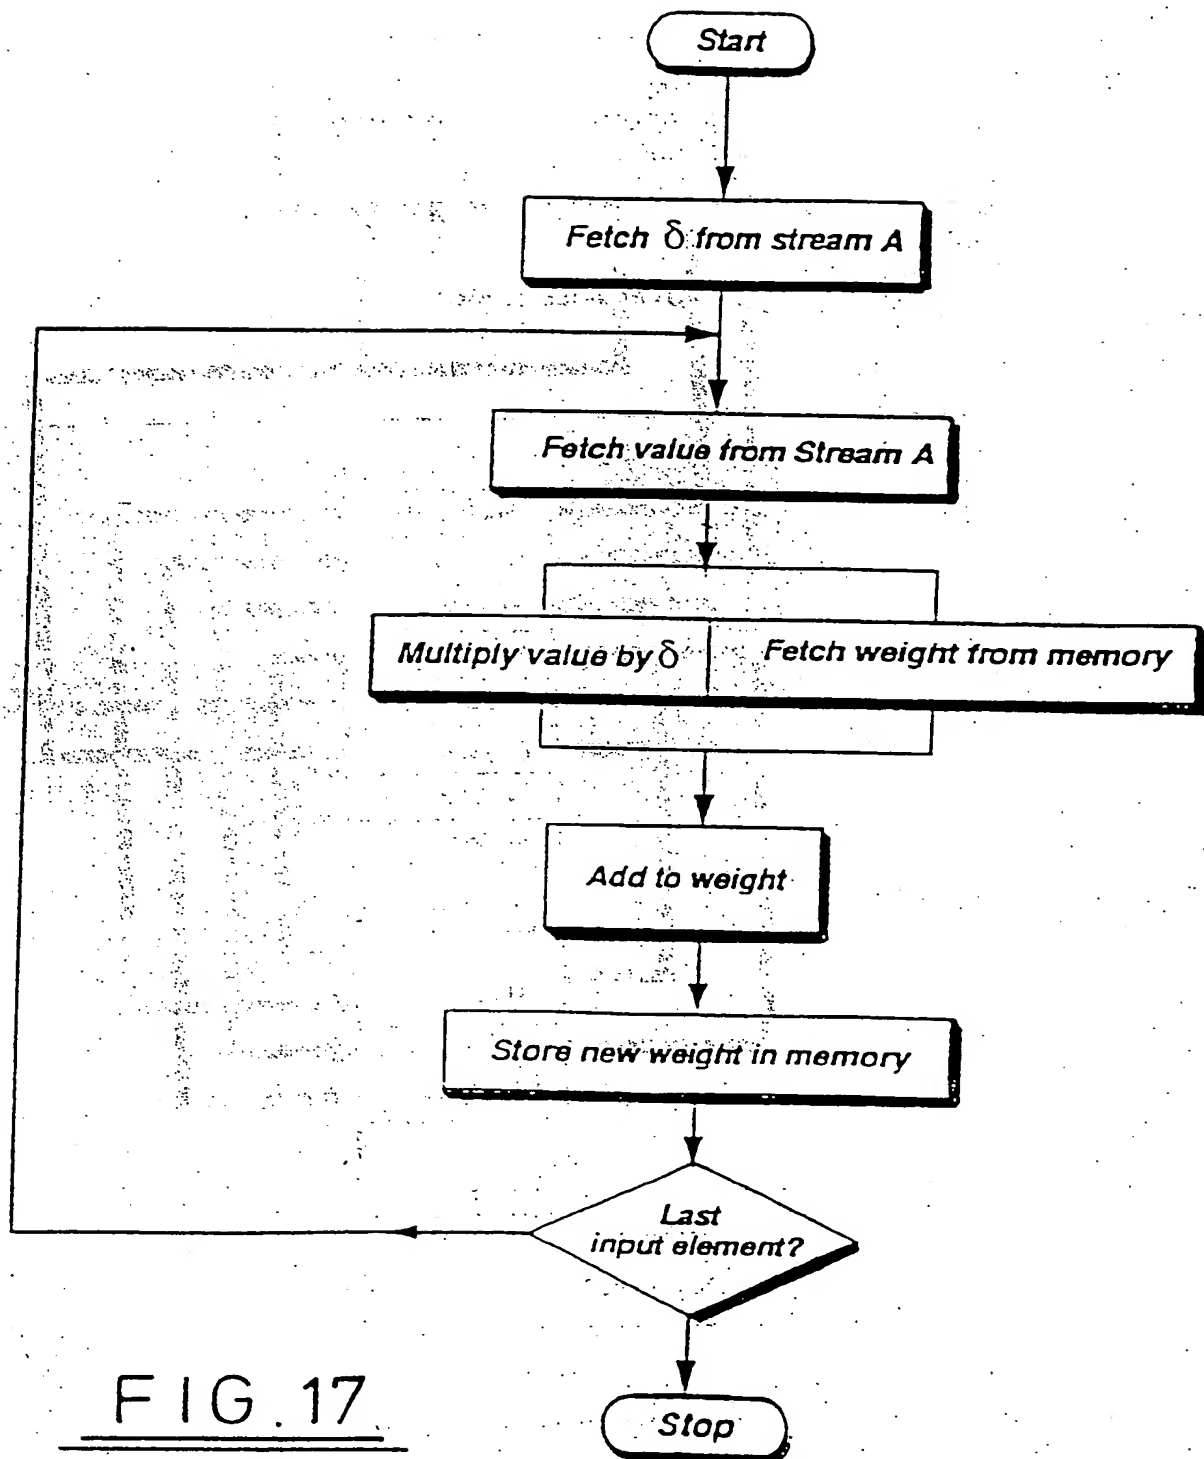 Start
Fetch δ from stream A
Fetch value from Stream A
Multiply value by δ
Fetch weight from memory
Add to weight
Store new weight in memory
Last
input element?
Stop
FIG.17